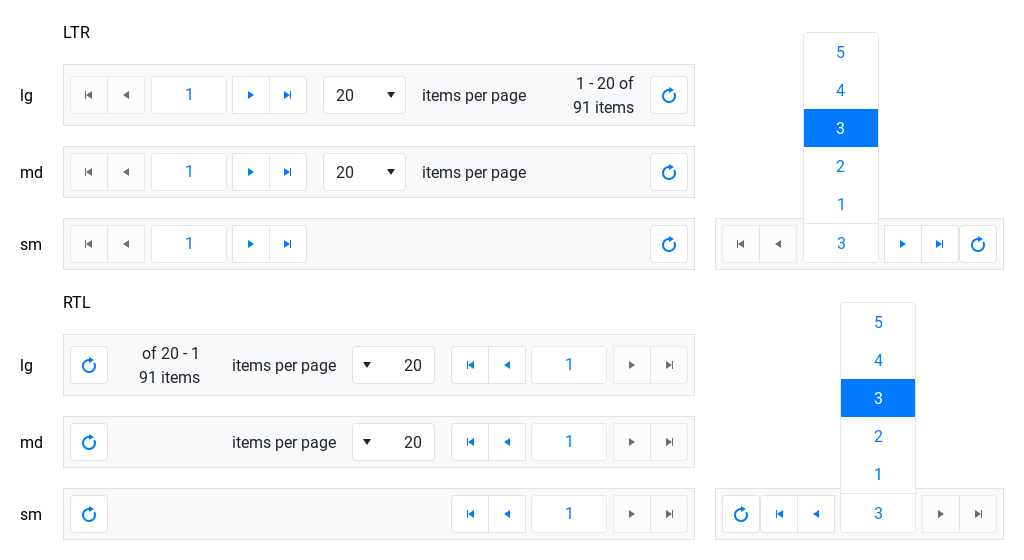 LTR
lg
1
20
items per page
1 - 20 of
91 items
md
1
20
items per page
sm
1
5
4
3
2
1
3
RTL
lg
of 20 - 1
91 items
items per page
20
1
md
items per page
20
1
sm
1
5
4
3
2
1
3